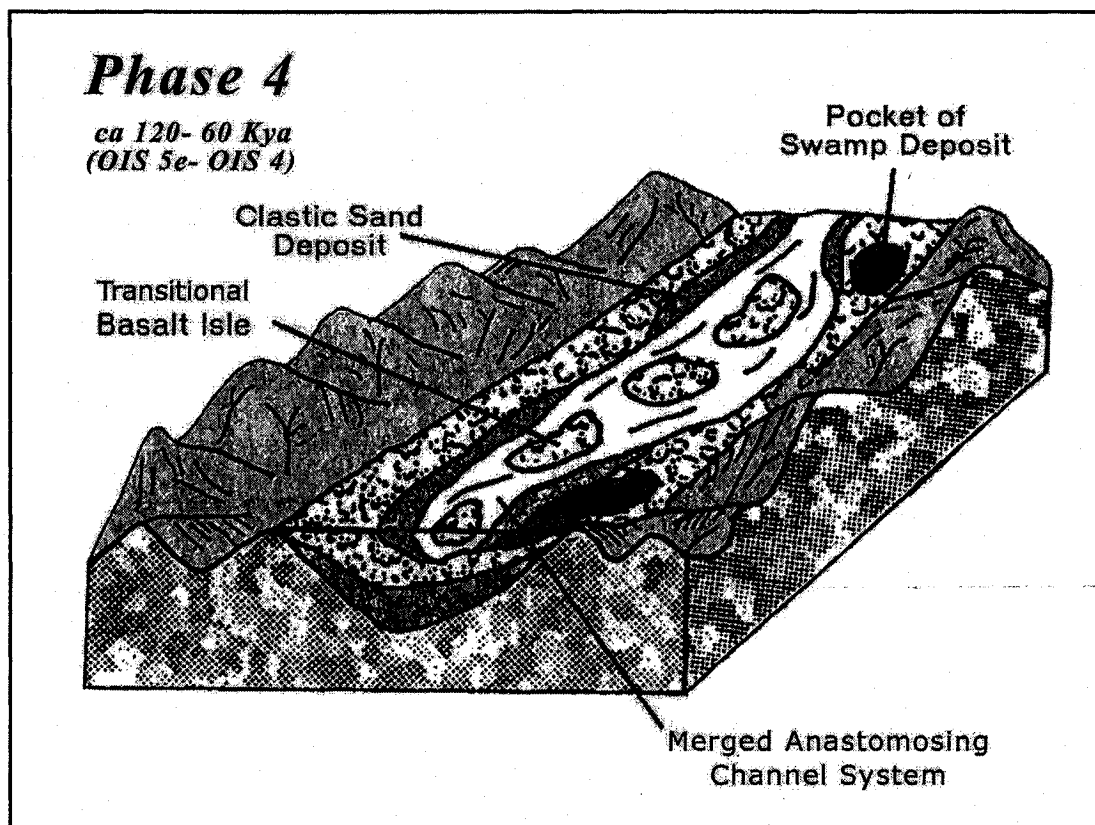 Phase 4
ca 120- 60 Kya
(OIS 5e- OIS 4)
Pocket of
Swamp Deposit
Clastic Sand
Deposit
Transitional
Basalt Isle
Merged Anastomosing
Channel System